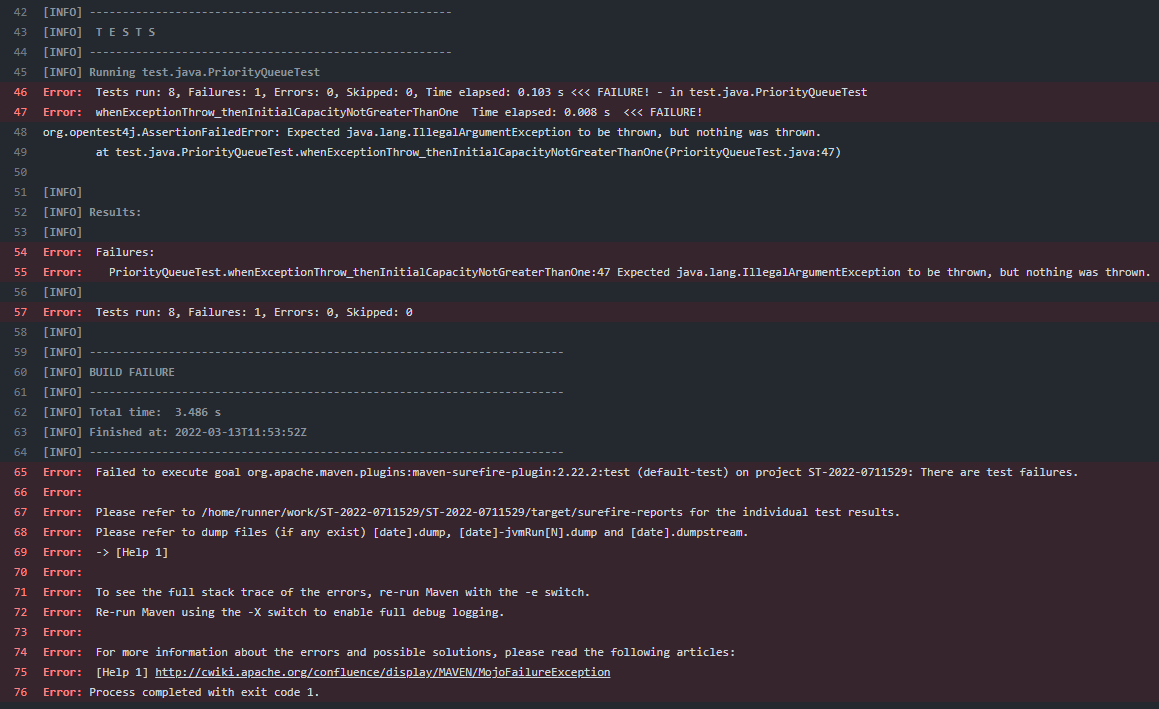 42 [INFO] -------------------------------------------------------
43 [INFO]  T E S T S
44 [INFO] -------------------------------------------------------
45 [INFO] Running test.java.PriorityQueueTest
46 Error:  Tests run: 8, Failures: 1, Errors: 0, Skipped: 0, Time elapsed: 0.103 s <<< FAILURE! - in test.java.PriorityQueueTest
47 Error:  whenExceptionThrow_thenInitialCapacityNotGreaterThanOne  Time elapsed: 0.008 s  <<< FAILURE!
48 org.opentest4j.AssertionFailedError: Expected java.lang.IllegalArgumentException to be thrown, but nothing was thrown.
49         at test.java.PriorityQueueTest.whenExceptionThrow_thenInitialCapacityNotGreaterThanOne(PriorityQueueTest.java:47)
50
51 [INFO]
52 [INFO] Results:
53 [INFO]
54 Error:  Failures:
55 Error:    PriorityQueueTest.whenExceptionThrow_thenInitialCapacityNotGreaterThanOne:47 Expected java.lang.IllegalArgumentException to be thrown, but nothing was thrown.
56 [INFO]
57 Error:  Tests run: 8, Failures: 1, Errors: 0, Skipped: 0
58 [INFO]
59 [INFO] ------------------------------------------------------------------------
60 [INFO] BUILD FAILURE
61 [INFO] ------------------------------------------------------------------------
62 [INFO] Total time:  3.486 s
63 [INFO] Finished at: 2022-03-13T11:53:52Z
64 [INFO] ------------------------------------------------------------------------
65 Error:  Failed to execute goal org.apache.maven.plugins:maven-surefire-plugin:2.22.2:test (default-test) on project ST-2022-0711529: There are test failures.
66 Error:
67 Error:  Please refer to /home/runner/work/ST-2022-0711529/ST-2022-0711529/target/surefire-reports for the individual test results.
68 Error:  Please refer to dump files (if any exist) [date].dump, [date]-jvmRun[N].dump and [date].dumpstream.
69 Error:  -> [Help 1]
70 Error:
71 Error:  To see the full stack trace of the errors, re-run Maven with the -e switch.
72 Error:  Re-run Maven using the -X switch to enable full debug logging.
73 Error:
74 Error:  For more information about the errors and possible solutions, please read the following articles:
75 Error:  [Help 1] http://cwiki.apache.org/confluence/display/MAVEN/MojoFailureException
76 Error: Process completed with exit code 1.